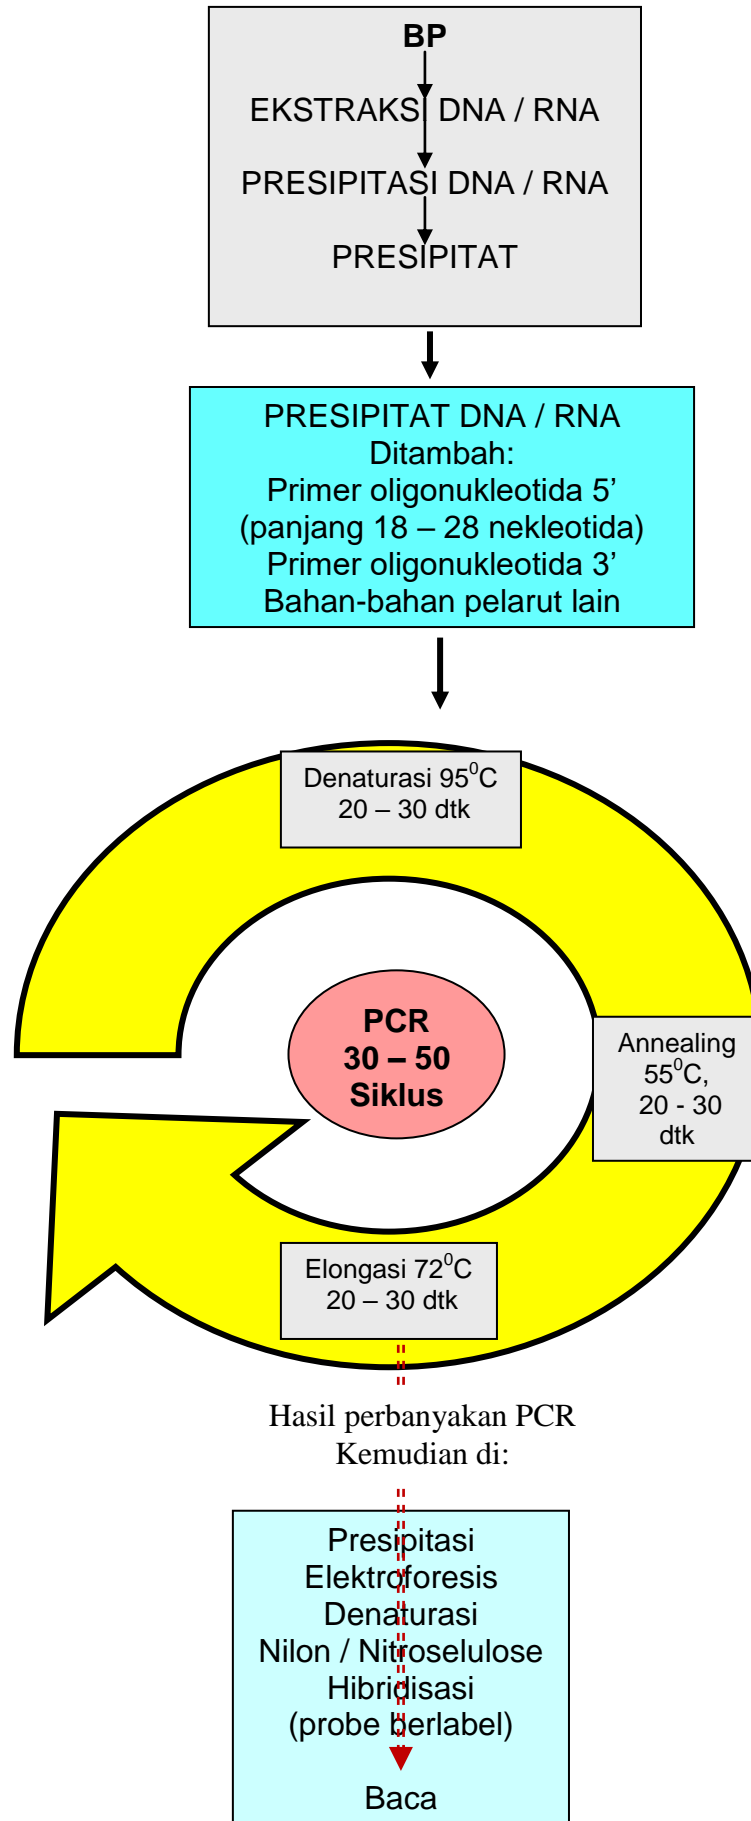 BP
EKSTRAKSI DNA / RNA
PRESIPITASI DNA / RNA
PRESIPITAT
PRESIPITAT DNA / RNA
Ditambah:
Primer oligonukleotida 5’
(panjang 18 – 28 nekleotida)
Primer oligonukleotida 3’
Bahan-bahan pelarut lain
Denaturasi 95⁰C
20 – 30 dtk
PCR
30 – 50
Siklus
Annealing
55⁰C,
20 - 30
dtk
Elongasi 72⁰C
20 – 30 dtk
Hasil perbanyakan PCR
Kemudian di:
Presipitasi
Elektroforesis
Denaturasi
Nilon / Nitroselulose
Hibridisasi
(probe berlabel)
Baca